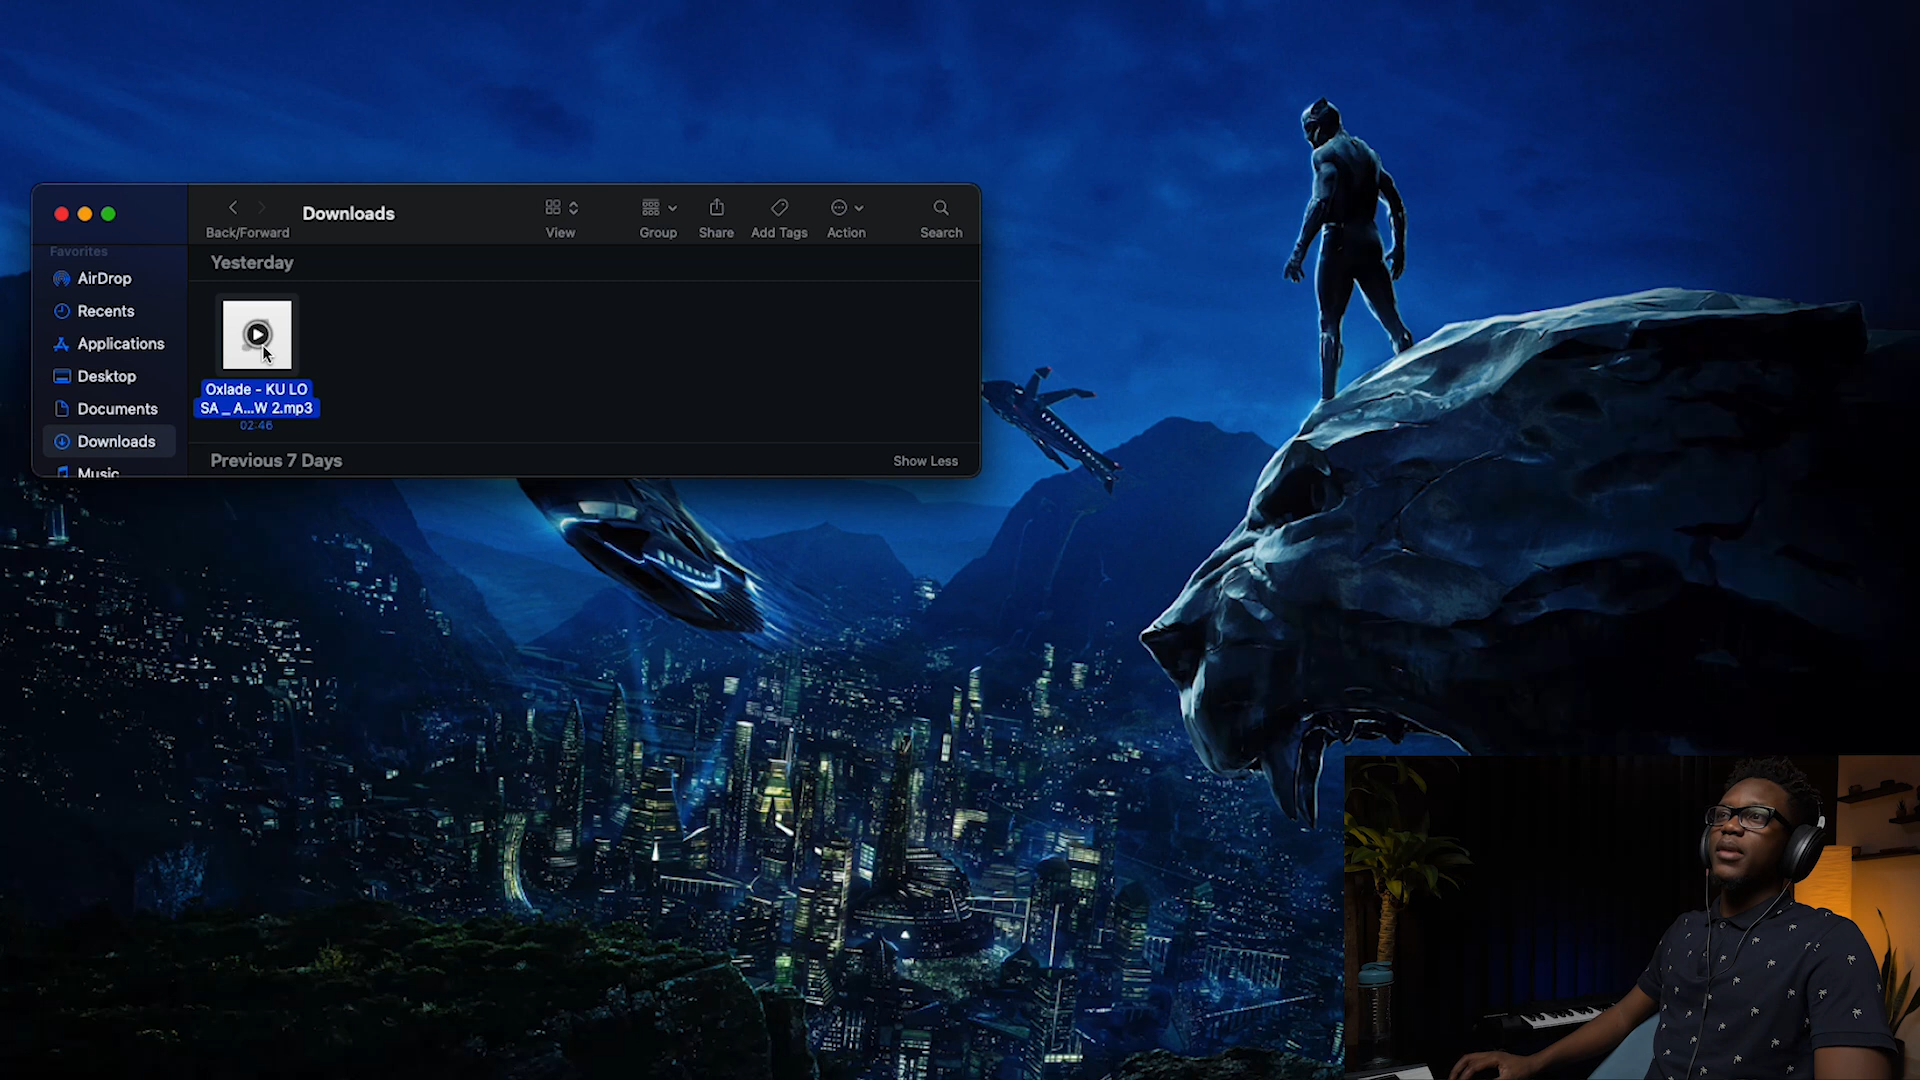 Downloads
Back/Forward
View
Group
Share
Add Tags
Action
Search
Favorites
AirDrop
Recents
Applications
Desktop
Documents
Downloads
Music
Yesterday
Oxlade - KU LO
SA _ A...W 2.mp3
02:46
Previous 7 Days
Show Less